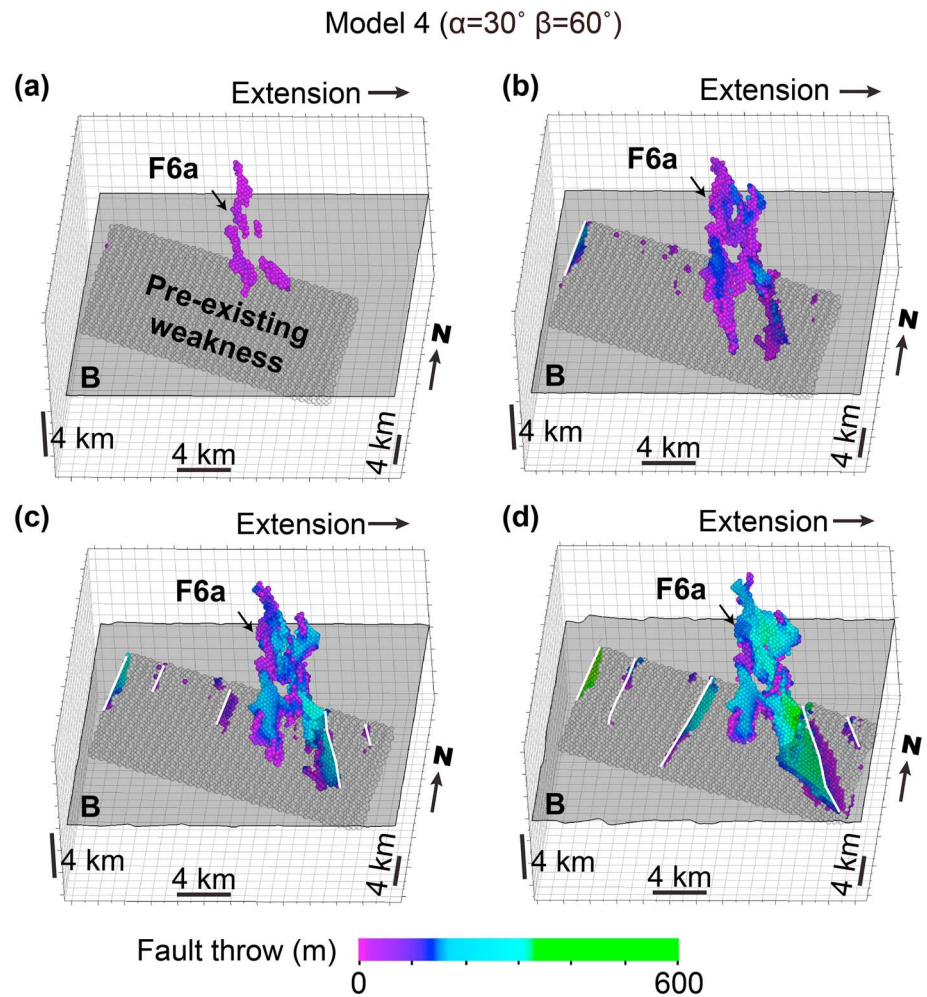 Model 4 (α=30° β=60°)
(a)
Extension
F6a
Pre-existing
weakness
B
N
4 km
4 km
4 km
(b)
Extension
F6a
B
N
4 km
4 km
4 km
(c)
Extension
F6a
B
N
4 km
4 km
4 km
(d)
Extension
F6a
B
N
4 km
4 km
4 km
Fault throw (m)
0
600